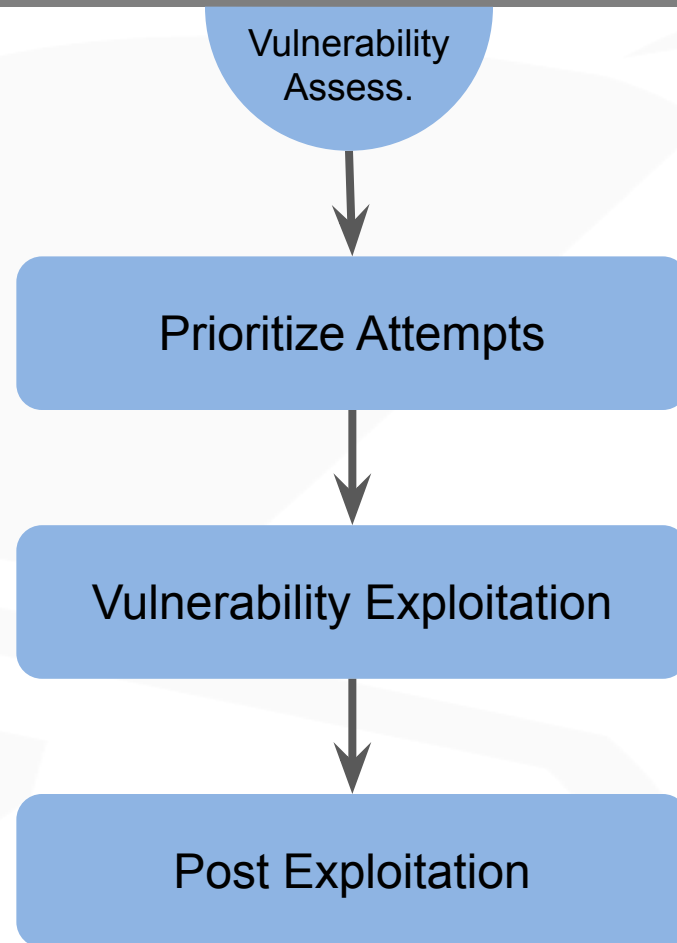 Vulnerability
Assess.
Prioritize Attempts
Vulnerability Exploitation
Post Exploitation